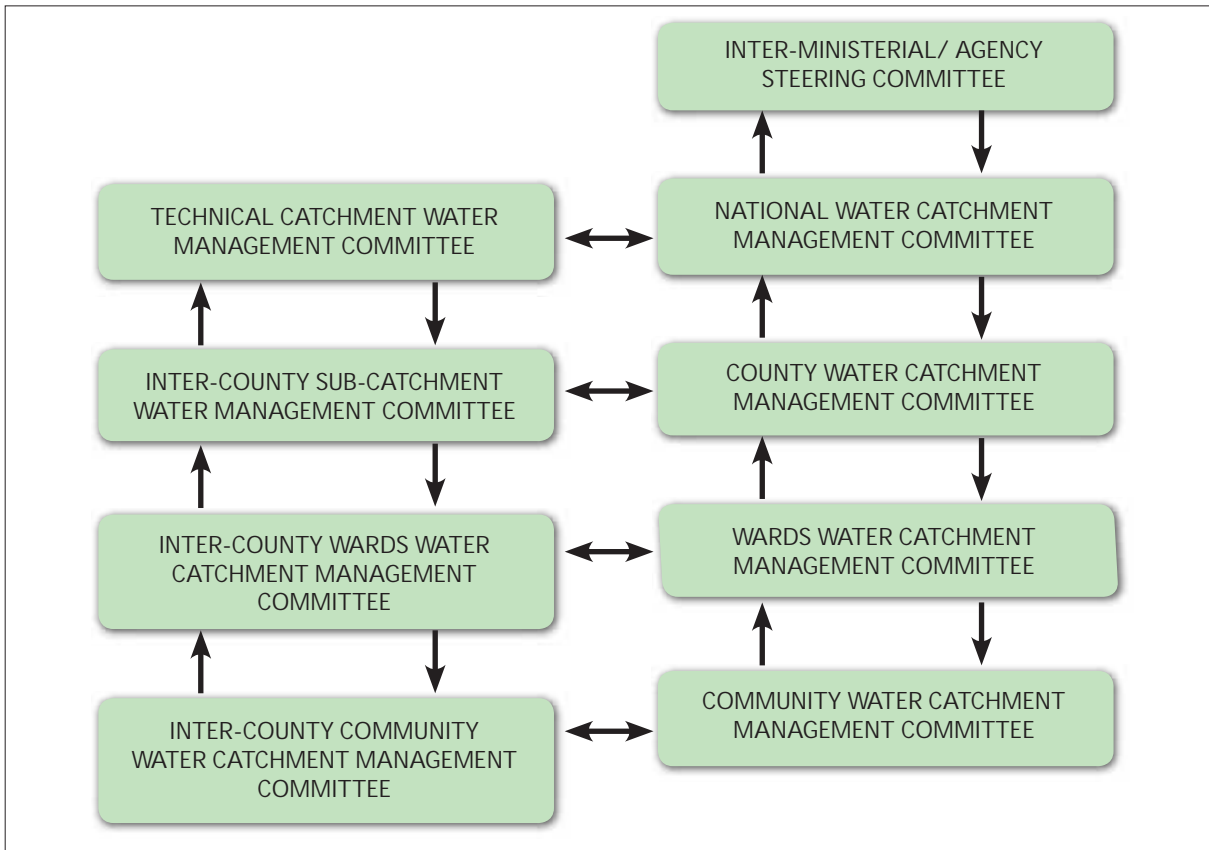 INTER-MINISTERIAL/ AGENCY
STEERING COMMITTEE
TECHNICAL CATCHMENT WATER
MANAGEMENT COMMITTEE
NATIONAL WATER CATCHMENT
MANAGEMENT COMMITTEE
INTER-COUNTY SUB-CATCHMENT
WATER MANAGEMENT COMMITTEE
COUNTY WATER CATCHMENT
MANAGEMENT COMMITTEE
INTER-COUNTY WARDS WATER
CATCHMENT MANAGEMENT
COMMITTEE
WARDS WATER CATCHMENT
MANAGEMENT COMMITTEE
INTER-COUNTY COMMUNITY
WATER CATCHMENT MANAGEMENT
COMMITTEE
COMMUNITY WATER CATCHMENT
MANAGEMENT COMMITTEE